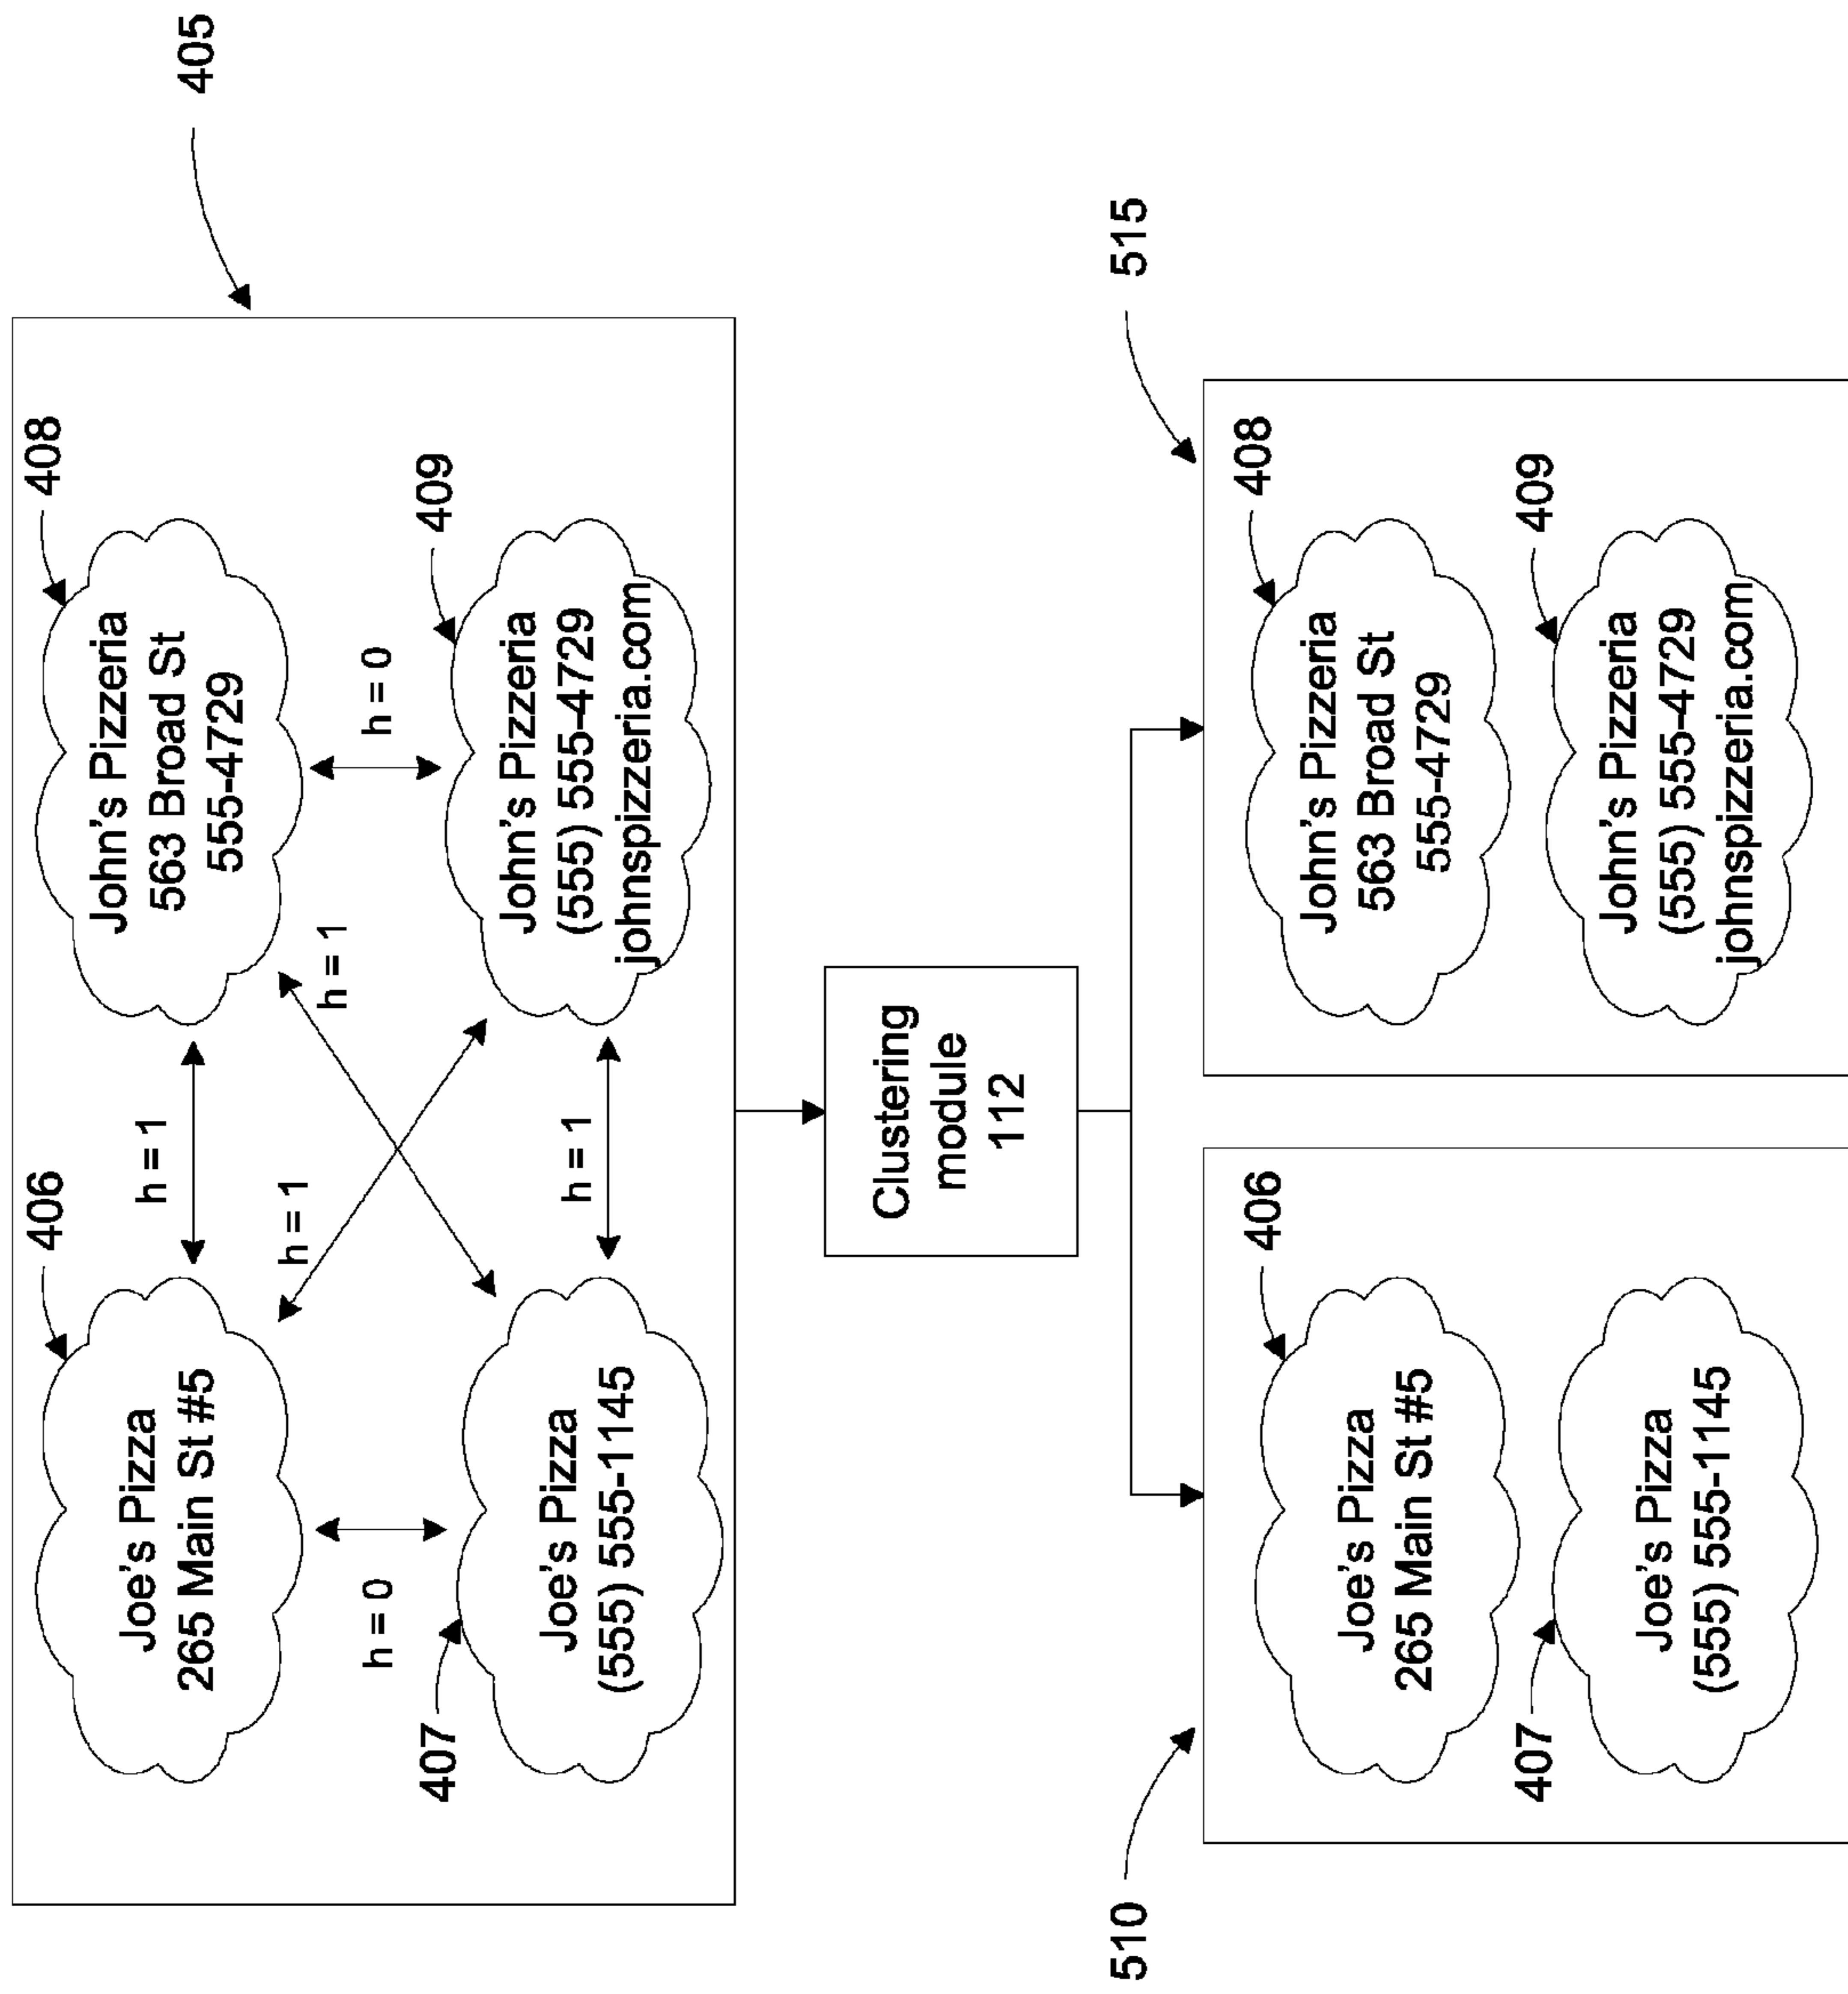 405
406
408
Joe's Pizza
265 Main St #5
h = 1
John's Pizzeria
563 Broad St
555-4729
h = 0
h = 1
h = 1
h = 0
407
409
Joe's Pizza
(555) 555-1145
h = 1
John's Pizzeria
(555) 555-4729
johnspizzeria.com
Clustering
module
112
510
515
406
408
Joe's Pizza
265 Main St #5
John's Pizzeria
563 Broad St
555-4729
407
409
Joe's Pizza
(555) 555-1145
John's Pizzeria
(555) 555-4729
johnspizzeria.com